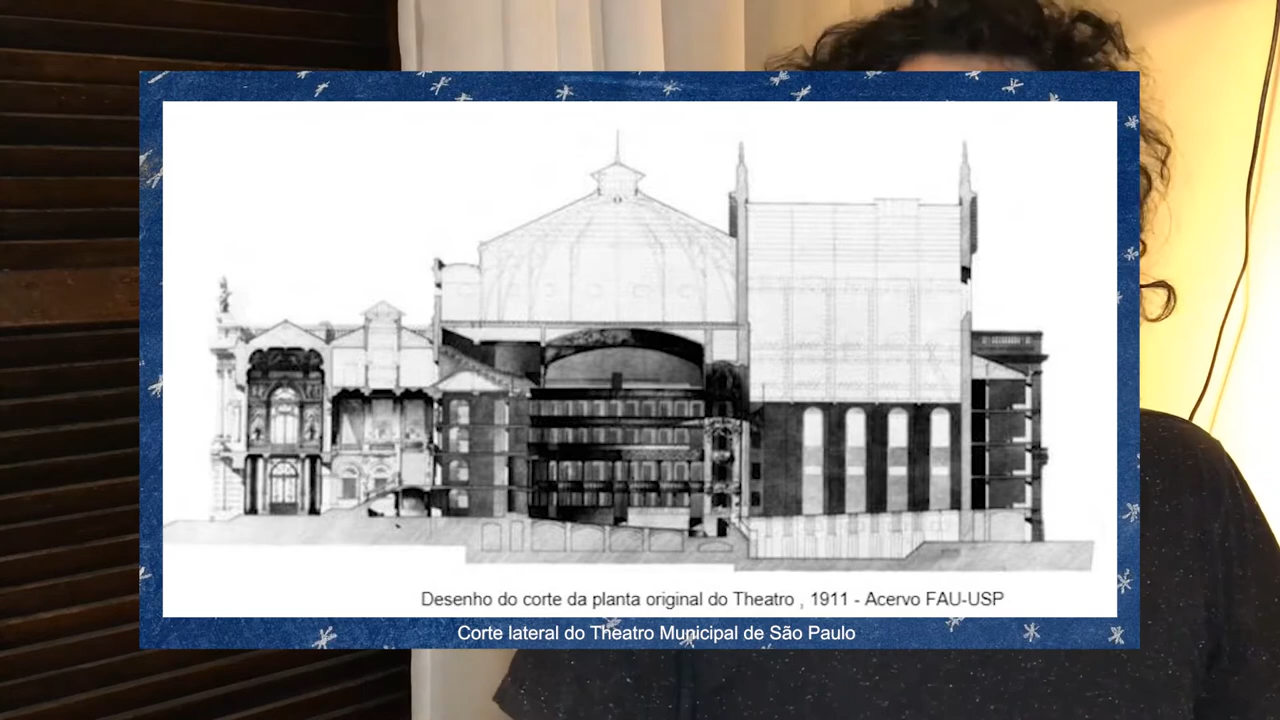 Desenho do corte da planta original do Theatro , 1911 - Acervo FAU-USP
Corte lateral do Theatro Municipal de São Paulo